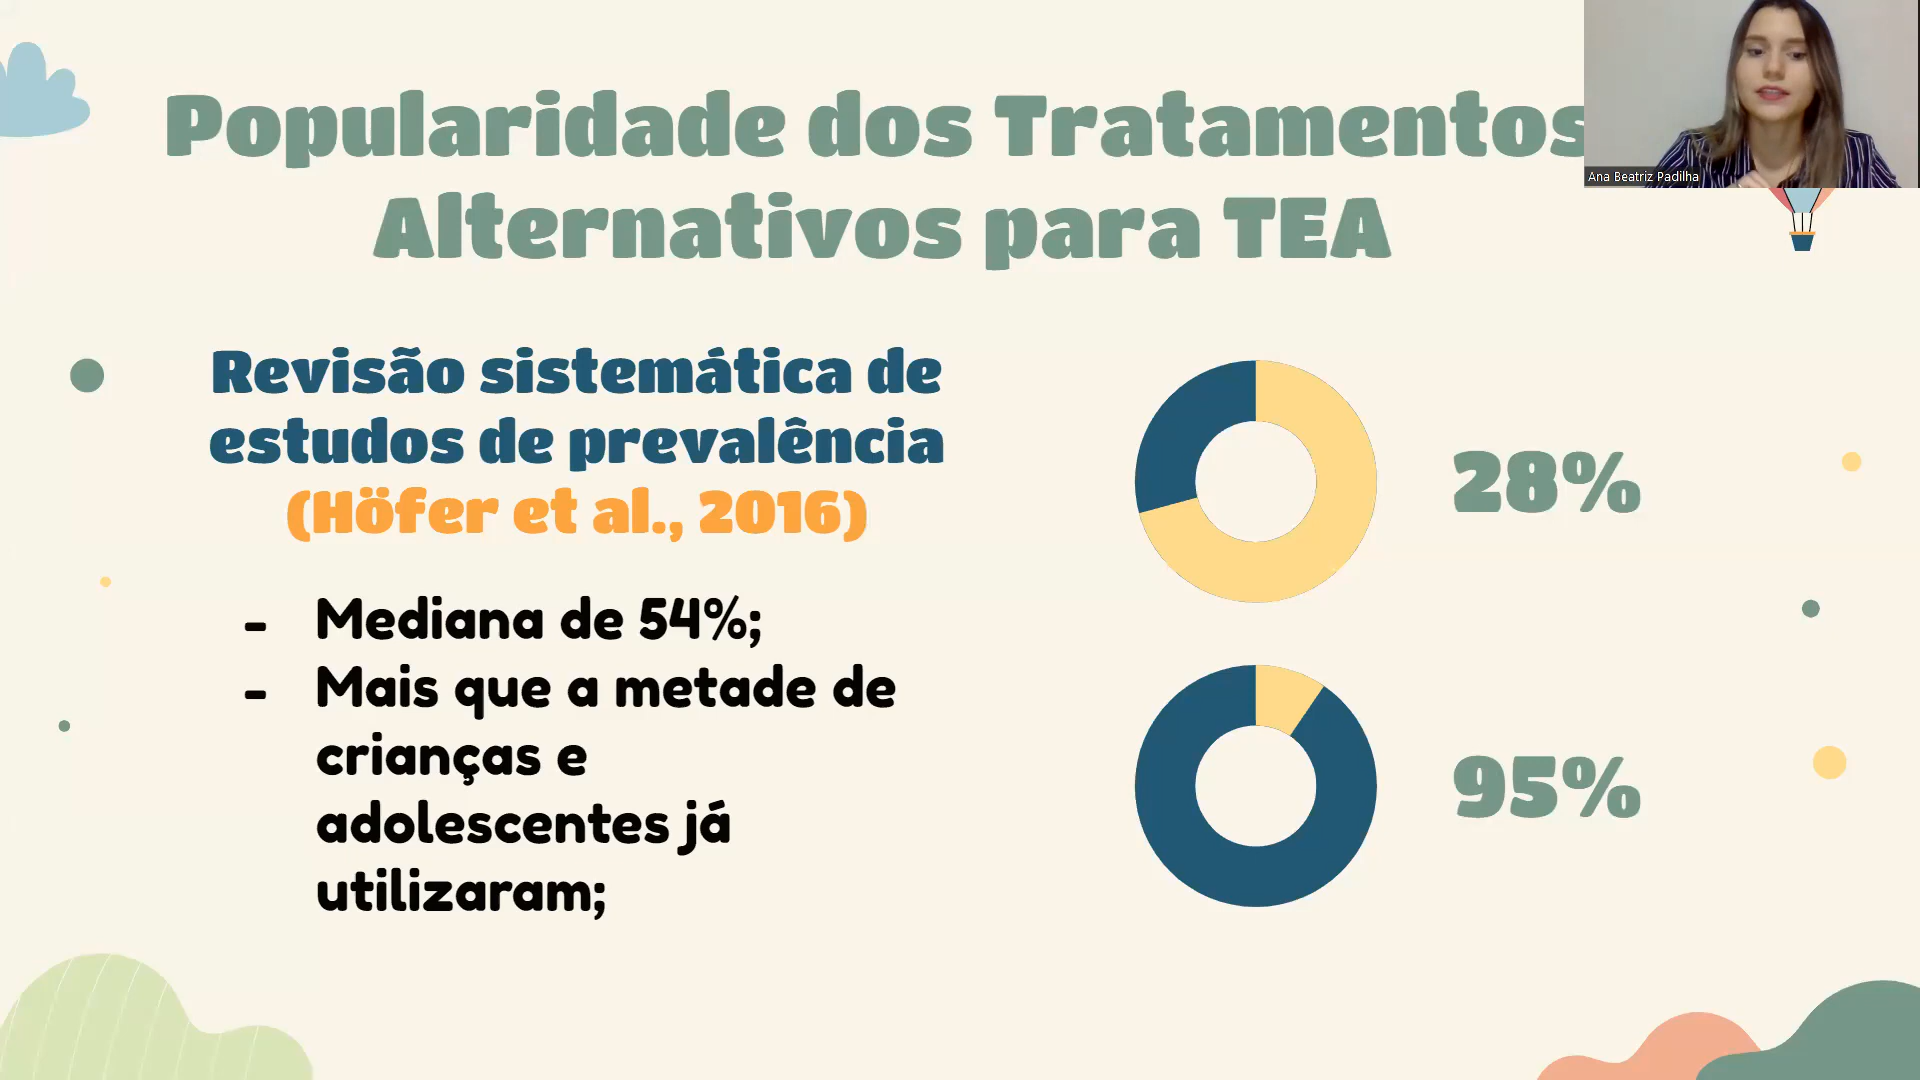 Popularidade dos Tratamentos
Alternativos para TEA
Ana Beatriz Padilha
Revisão sistemática de
estudos de prevalência
(Höfer et al., 2016)
- Mediana de 54%;
- Mais que a metade de
crianças e
adolescentes já
utilizaram;
28%
95%